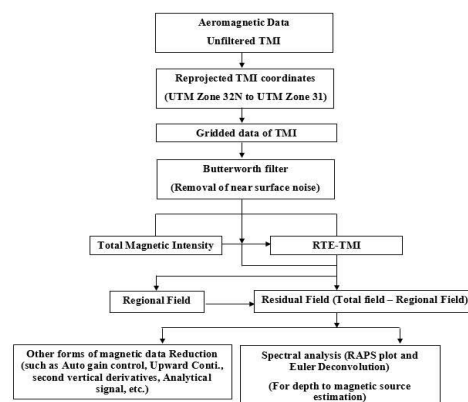 Aeromagnetic Data
Unfiltered TMI
Reprojected TMI coordinates
(UTM Zone 32N to UTM Zone 31)
Gridded data of TMI
Butterworth filter
(Removal of near surface noise)
Total Magnetic Intensity
RTE-TMI
Regional Field
Residual Field (Total field – Regional Field)
Other forms of magnetic data Reduction
(such as Auto gain control, Upward Conti.,
second vertical derivatives, Analytical
signal, etc.)
Spectral analysis (RAPS plot and
Euler Deconvolution)
(For depth to magnetic source
estimation)